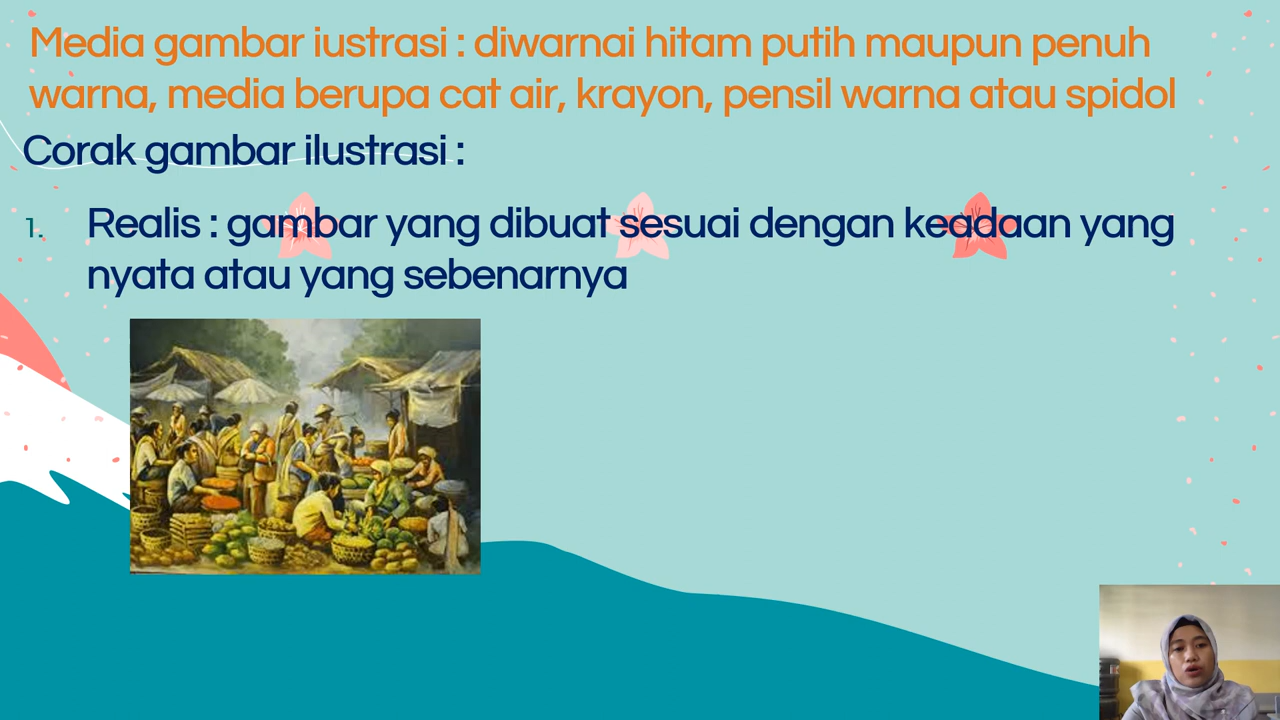 Media gambar iustrasi : diwarnai hitam putih maupun penuh
warna, media berupa cat air, krayon, pensil warna atau spidol
Corak gambar ilustrasi :
1. Realis : gambar yang dibuat sesuai dengan keadaan yang
nyata atau yang sebenarnya